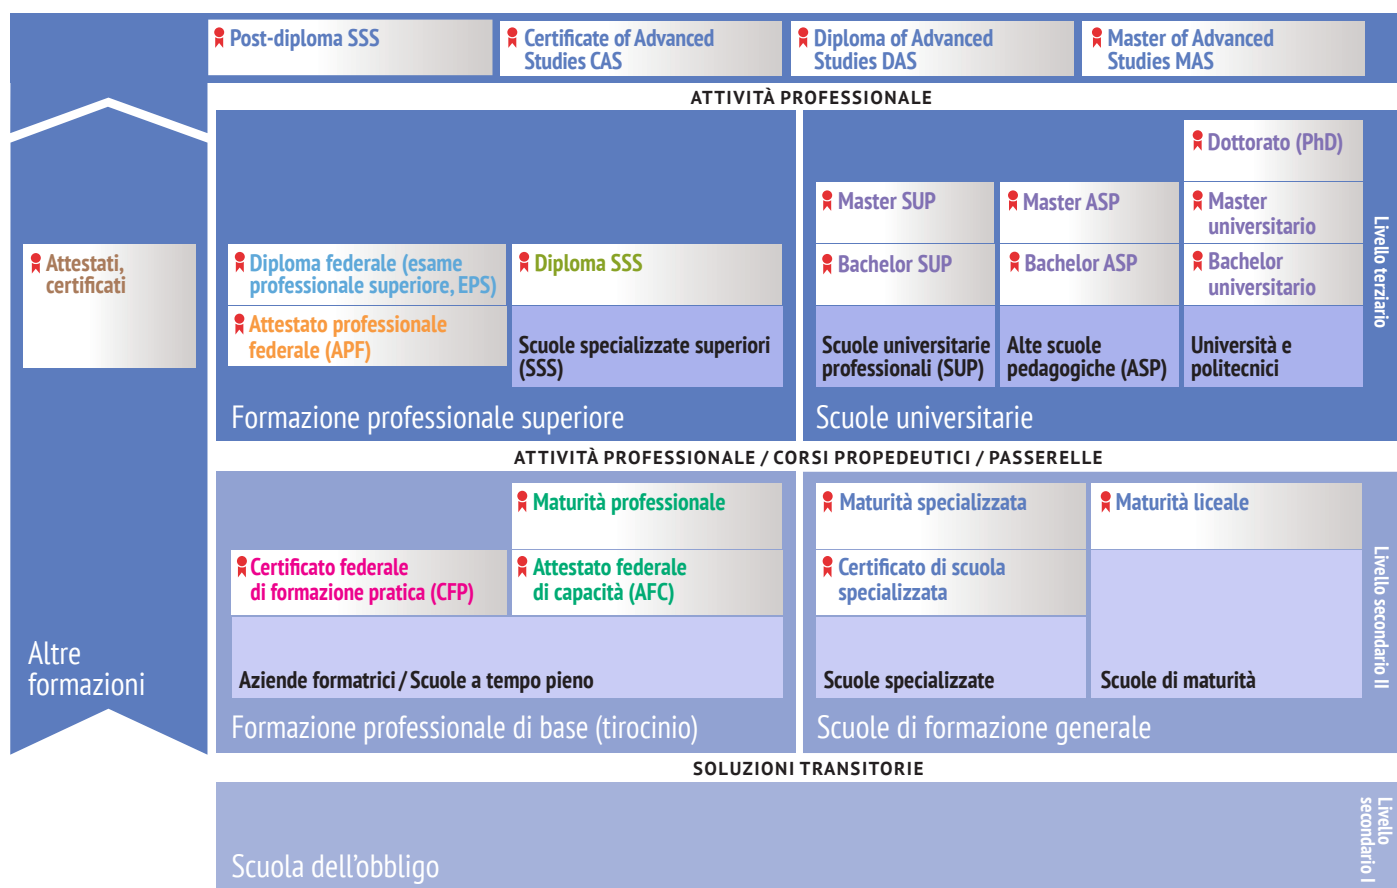 Post-diploma SSS
Certificate of Advanced
Studies CAS
Diploma of Advanced
Studies DAS
Master of Advanced
Studies MAS
ATTIVITÀ PROFESSIONALE
Dottorato (PhD)
Master SUP
Master ASP
Master
universitario
Attestati,
certificati
Diploma federale (esame
professionale superiore, EPS)
Diploma SSS
Bachelor SUP
Bachelor ASP
Bachelor
universitario
Attestato professionale
federale (APF)
Scuole specializzate superiori
(SSS)
Scuole universitarie
professionali (SUP)
Alte scuole
pedagogiche (ASP)
Università e
politecnici
Formazione professionale superiore
Scuole universitarie
Livello terziario
ATTIVITÀ PROFESSIONALE / CORSI PROPEDEUTICI / PASSERELLE
Maturità professionale
Maturità specializzata
Maturità liceale
Certificato federale
di formazione pratica (CFP)
Attestato federale
di capacità (AFC)
Certificato di scuola
specializzata
Altre
formazioni
Aziende formatrici / Scuole a tempo pieno
Scuole specializzate
Scuole di maturità
Formazione professionale di base (tirocinio)
Scuole di formazione generale
Livello secondario II
SOLUZIONI TRANSITORIE
Scuola dell'obbligo
Livello
secondario I